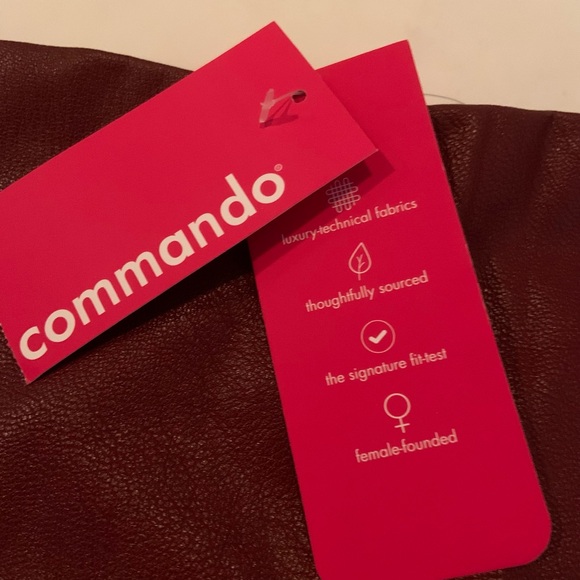 commando®
luxury-technical fabrics
thoughtfully sourced
the signature fit-test
female-founded